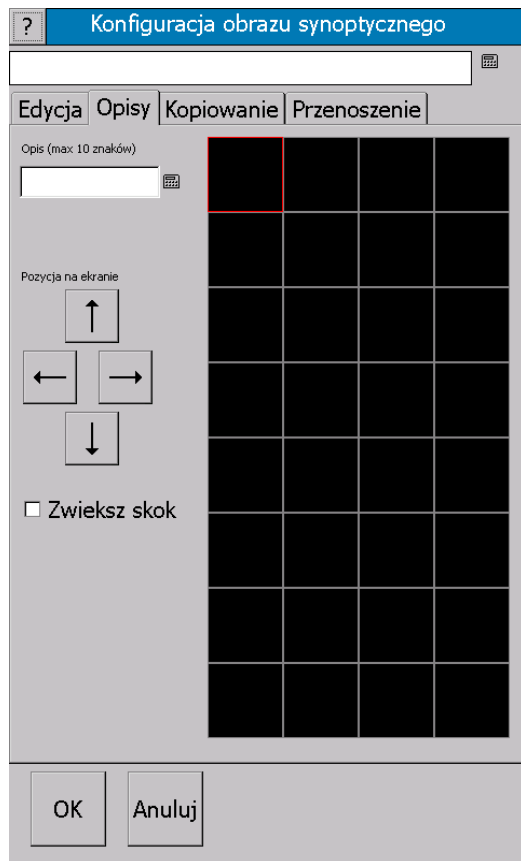 ? Konfiguracja obrazu synoptycznego
Edycja Opisy Kopiowanie Przenoszenie
Opis (max 10 znaków)
Pozycja na ekranie
↑
← →
↓
Zwieksz skok
OK Anuluj